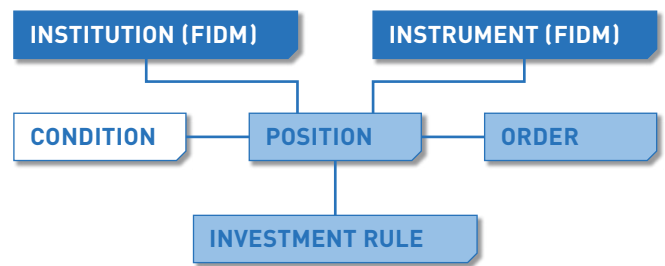 INSTITUTION (FIDM)
INSTRUMENT (FIDM)
CONDITION
POSITION
ORDER
INVESTMENT RULE